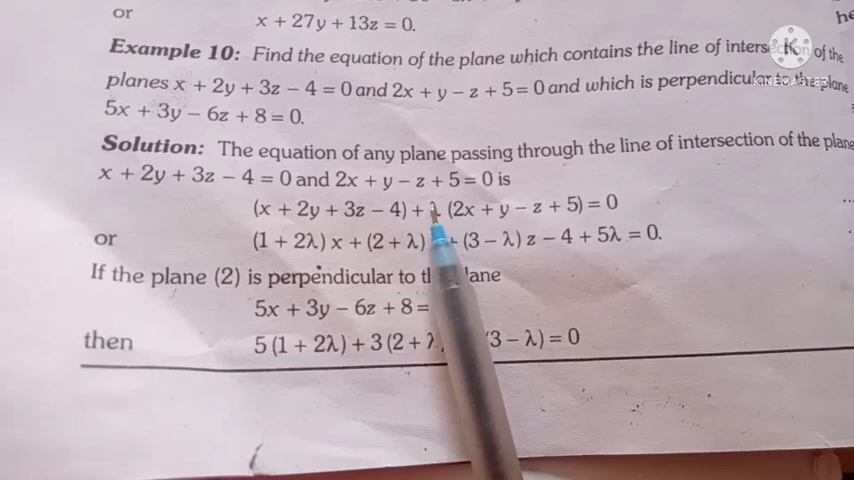 or x + 27y + 13z = 0.
he
Example 10: Find the equation of the plane which contains the line of intersection of the
planes x + 2y + 3z − 4 = 0 and 2x + y − z + 5 = 0 and which is perpendicular to the plane
5x + 3y − 6z + 8 = 0.
KINEMASTER
Solution: The equation of any plane passing through the line of intersection of the plane
x + 2y + 3z − 4 = 0 and 2x + y − z + 5 = 0 is
(x + 2y + 3z − 4) + λ (2x + y − z + 5) = 0
or (1 + 2λ) x + (2 + λ) + (3 − λ) z − 4 + 5λ = 0.
If the plane (2) is perpendicular to the plane
5x + 3y − 6z + 8 =
then 5 (1 + 2λ) + 3 (2 + λ (3 − λ) = 0